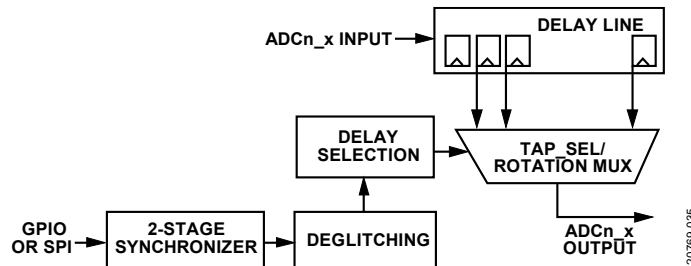 DELAY LINE
ADCn_x INPUT
DELAY
SELECTION
TAP_SEL/
ROTATION MUX
GPIO
OR SPI
2-STAGE
SYNCHRONIZER
DEGLITCHING
ADCn_x
OUTPUT